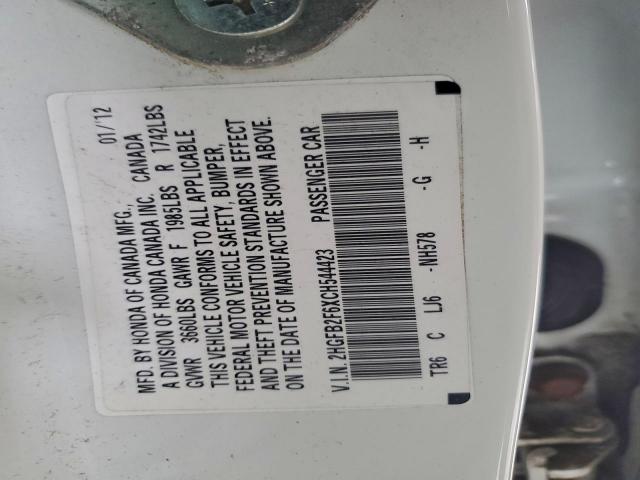 MFD. BY HONDA OF CANADA MFG., 01/'12
A DIVISION OF HONDA CANADA INC, CANADA
GVWR 3660LBS GAWR F 1985LBS R 1742LBS
THIS VEHICLE CONFORMS TO ALL APPLICABLE
FEDERAL MOTOR VEHICLE SAFETY, BUMPER,
AND THEFT PREVENTION STANDARDS IN EFFECT
ON THE DATE OF MANUFACTURE SHOWN ABOVE.
V.I.N. 2HGFB2F6XCH544423 PASSENGER CAR
TR6 C LJ6 -NH578 -G -H